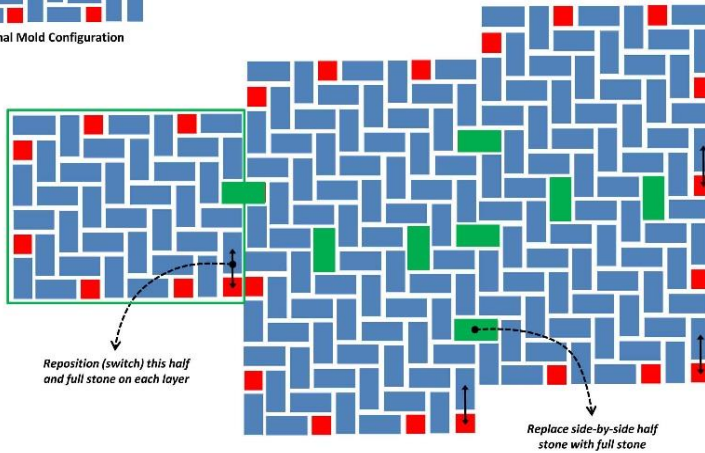 Mold Configuration
Reposition (switch) this half
and full stone on each layer
Replace side-by-side half
stone with full stone